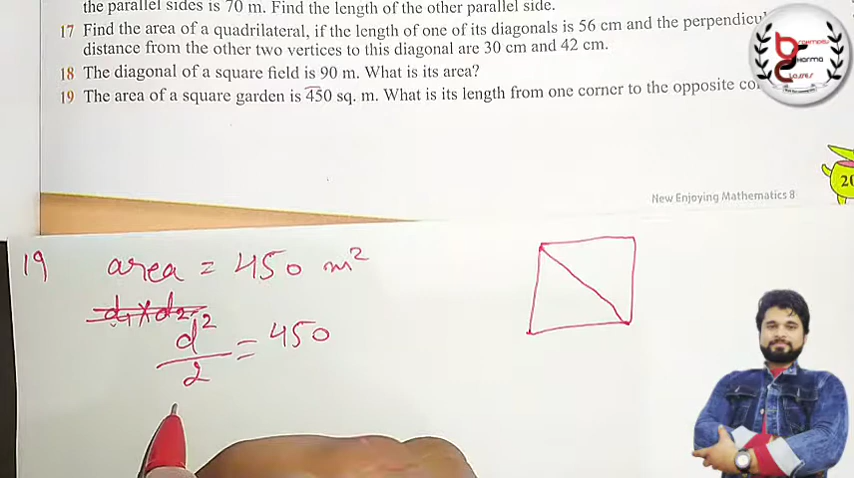 the parallel sides is 70 m. Find the length of the other parallel side.
17 Find the area of a quadrilateral, if the length of one of its diagonals is 56 cm and the
distance from the other two vertices to this diagonal are 30 cm and 42 cm.
18 The diagonal of a square field is 90 m. What is its area?
19 The area of a square garden is 450 sq. m. What is its length from one corner to the opposite
New Enjoying Mathematics 8
19 area = 450 m²
d₁×d₂
d²/2 = 450